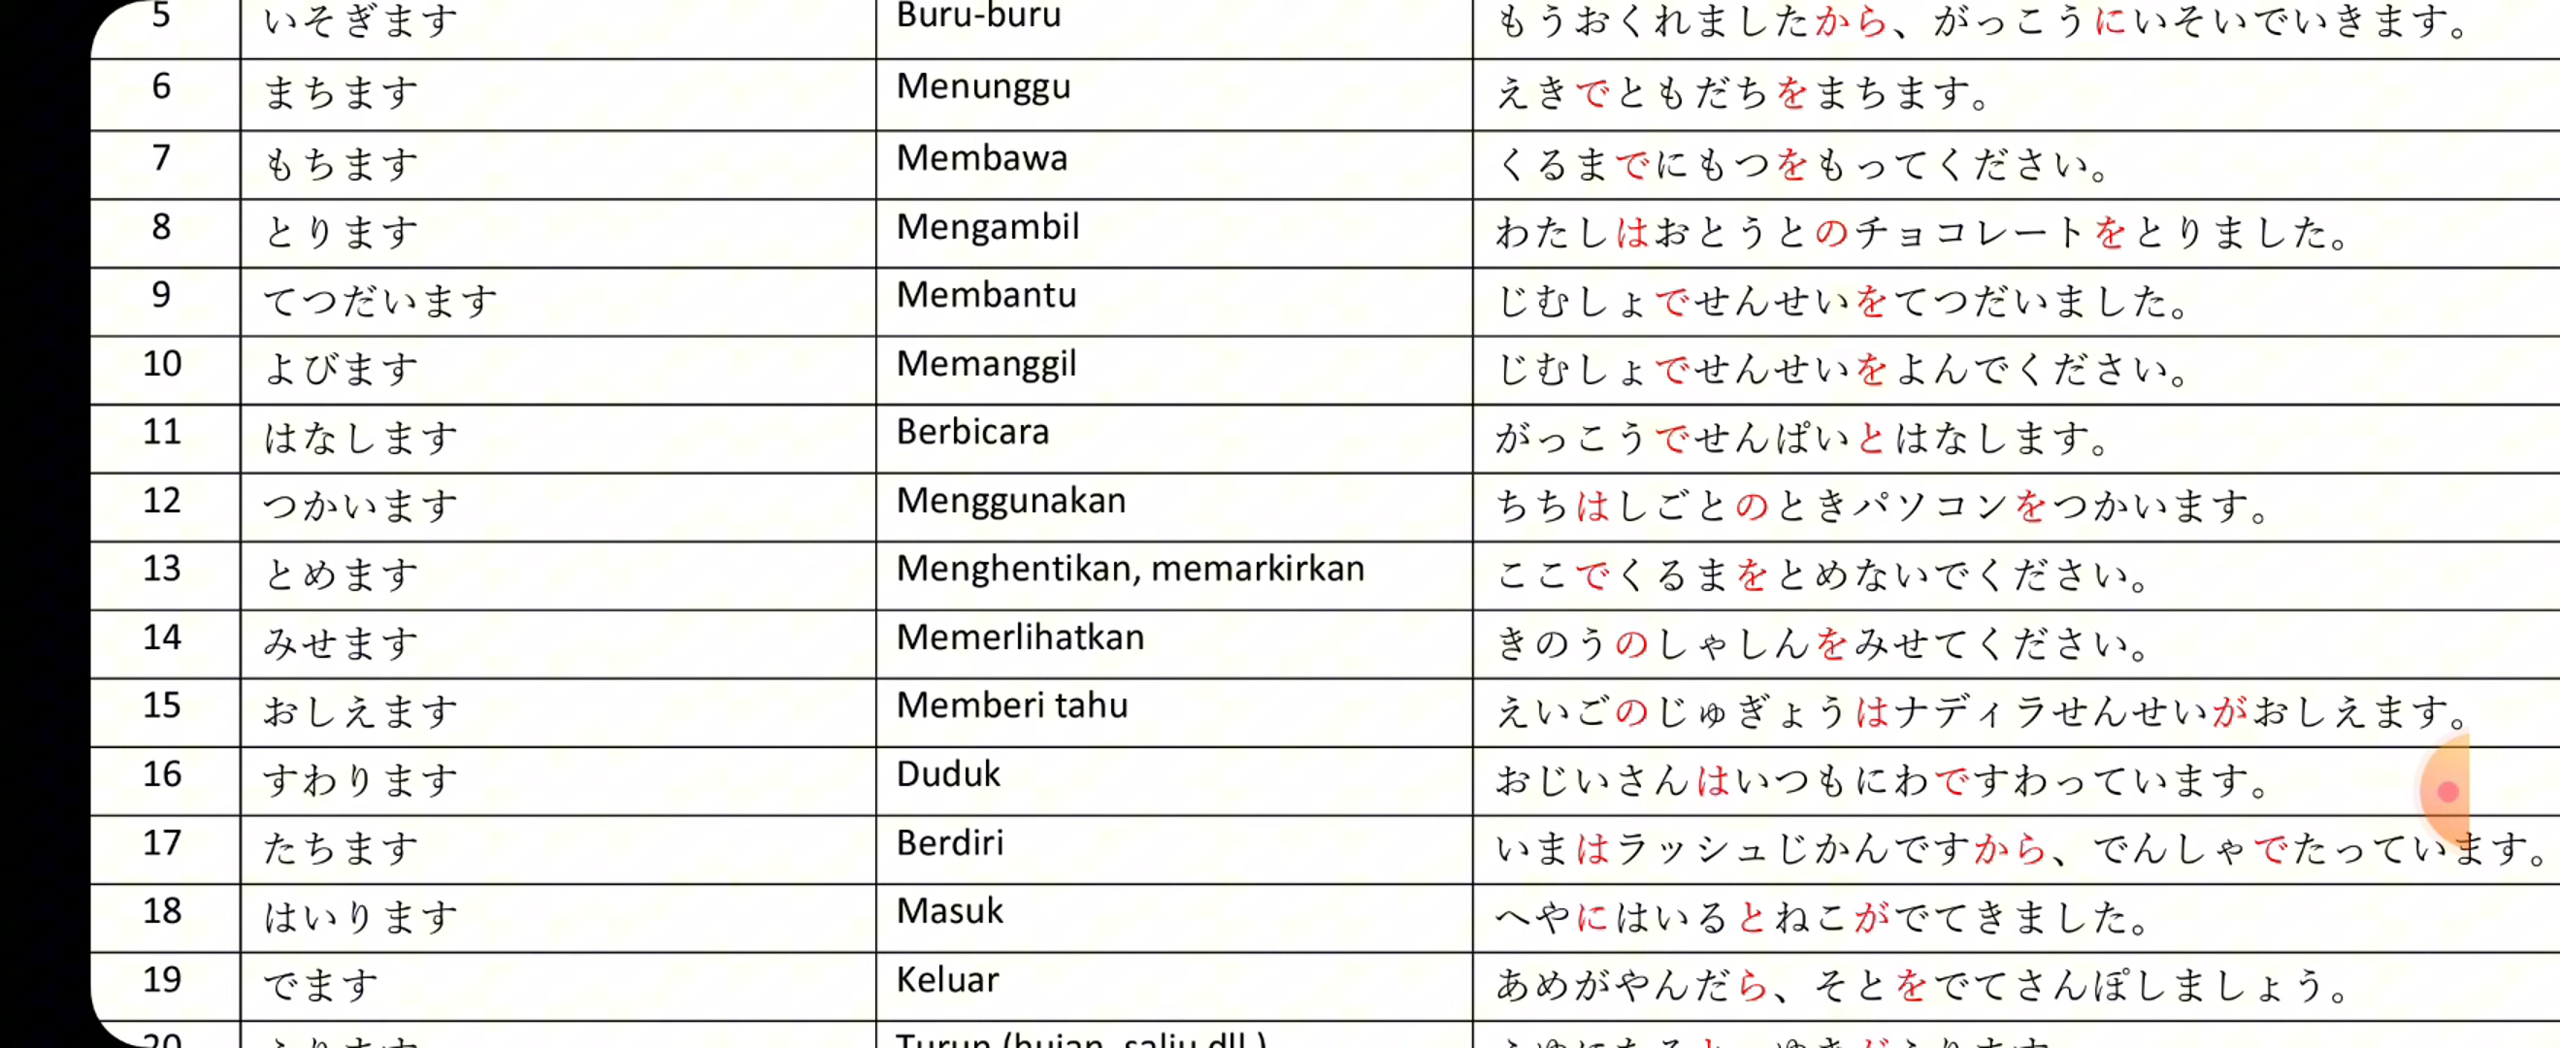 5 いそぎます Buru-buru もうおくれましたから、がっこうにいそいでいきます。
6 まちます Menunggu えきでともだちをまちます。
7 もちます Membawa くるまでにもつをもってください。
8 とります Mengambil わたしはおとうとのチョコレートをとりました。
9 てつだいます Membantu じむしょでせんせいをてつだいました。
10 よびます Memanggil じむしょでせんせいをよんでください。
11 はなします Berbicara がっこうでせんぱいとはなします。
12 つかいます Menggunakan ちちはしごとのときパソコンをつかいます。
13 とめます Menghentikan, memarkirkan ここでくるまをとめないでください。
14 みせます Memerlihatkan きのうのしゃしんをみせてください。
15 おしえます Memberi tahu えいごのじゅぎょうはナディラせんせいがおしえます。
16 すわります Duduk おじいさんはいつもにわですわっています。
17 たちます Berdiri いまはラッシュじかんですから、でんしゃでたっています。
18 はいります Masuk へやにはいるとねこがでてきました。
19 でます Keluar あめがやんだら、そとをでてさんぽしましょう。
20 ふります Turun (hujan, salju dll.)